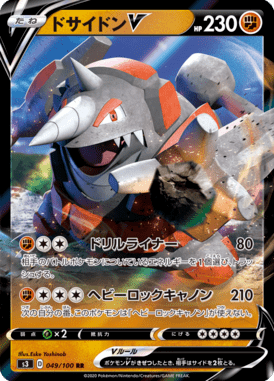 たね ドサイドンV HP 230
ドリルライナー 80
相手のバトルポケモンについているエネルギーを1個選び、トラッシュする。
ヘビーロックキャノン 210
次の自分の番、このポケモンは「ヘビーロックキャノン」が使えない。
弱点 ×2 抵抗力 にげる
Vルール
ポケモンVがきぜつしたとき、相手はサイドを2枚とる。
Illus. Eske Yoshinob
s3 D 049/100 RR
©2020 Pokémon/Nintendo/Creatures/GAME FREAK.